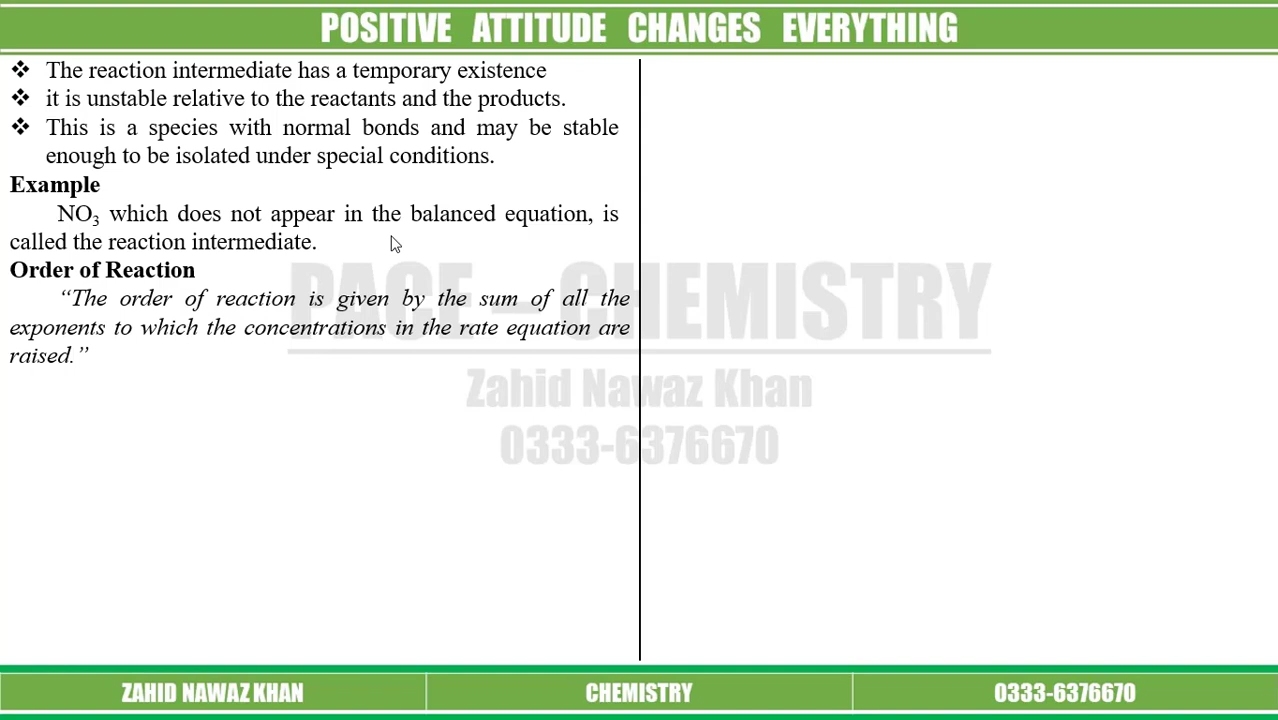 POSITIVE ATTITUDE CHANGES EVERYTHING
❖ The reaction intermediate has a temporary existence
❖ it is unstable relative to the reactants and the products.
❖ This is a species with normal bonds and may be stable
enough to be isolated under special conditions.
Example
NO₃ which does not appear in the balanced equation, is
called the reaction intermediate.
Order of Reaction
“The order of reaction is given by the sum of all the
exponents to which the concentrations in the rate equation are
raised.”
PACE – CHEMISTRY
Zahid Nawaz Khan
0333-6376670
ZAHID NAWAZ KHAN
CHEMISTRY
0333-6376670